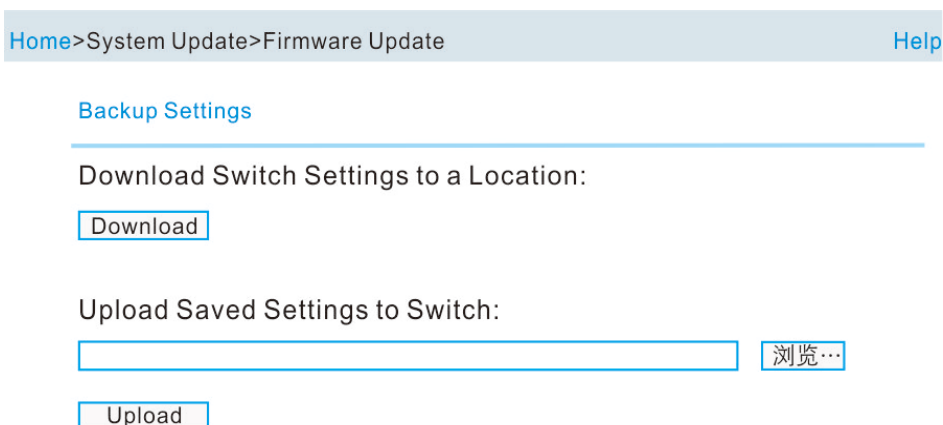 Home>System Update>Firmware Update Help
Backup Settings
Download Switch Settings to a Location:
Download
Upload Saved Settings to Switch:
浏览…
Upload